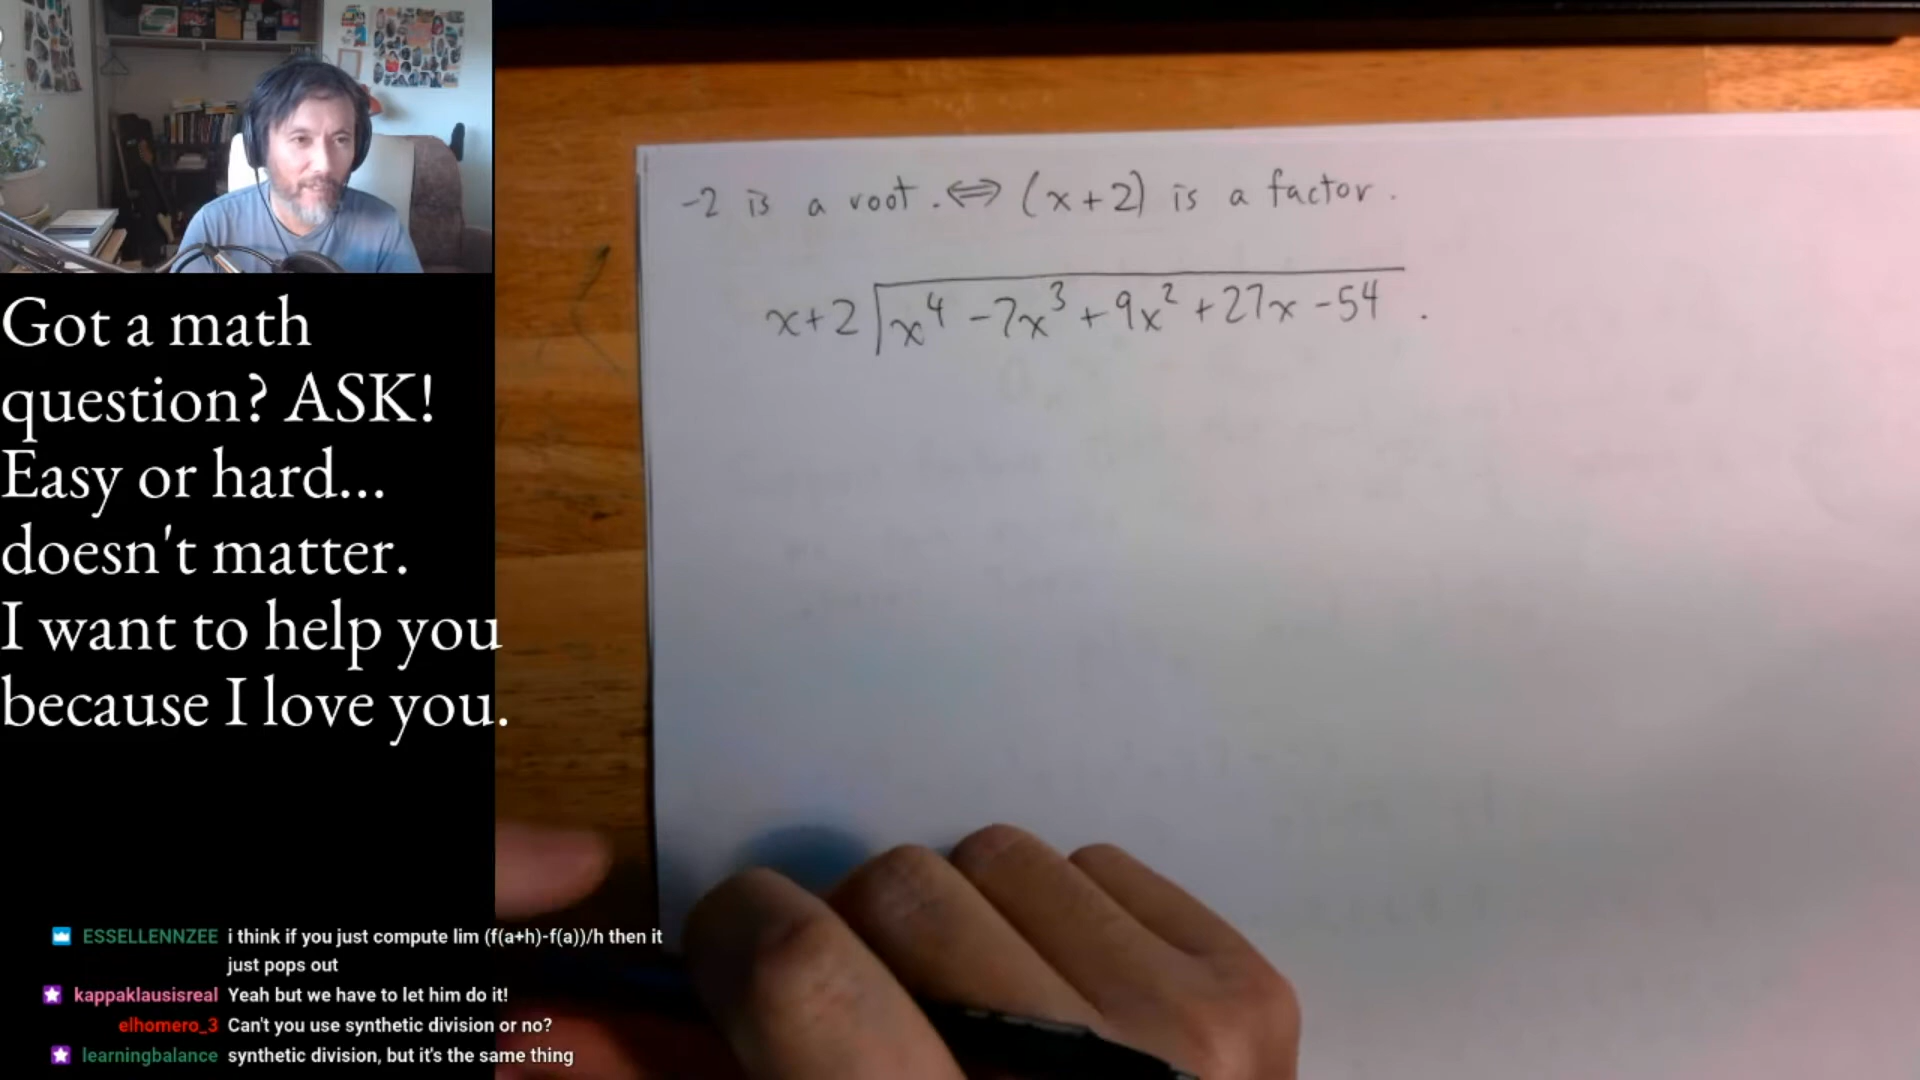 -2 is a root. ⇔ (x+2) is a factor.
x+2 x⁴ -7x³ +9x² +27x -54 .
Got a math
question? ASK!
Easy or hard...
doesn't matter.
I want to help you
because I love you.
ESSELLENNZEE i think if you just compute lim (f(a+h)-f(a))/h then it
just pops out
kappaklausisreal Yeah but we have to let him do it!
elhomero_3 Can't you use synthetic division or no?
learningbalance synthetic division, but it's the same thing